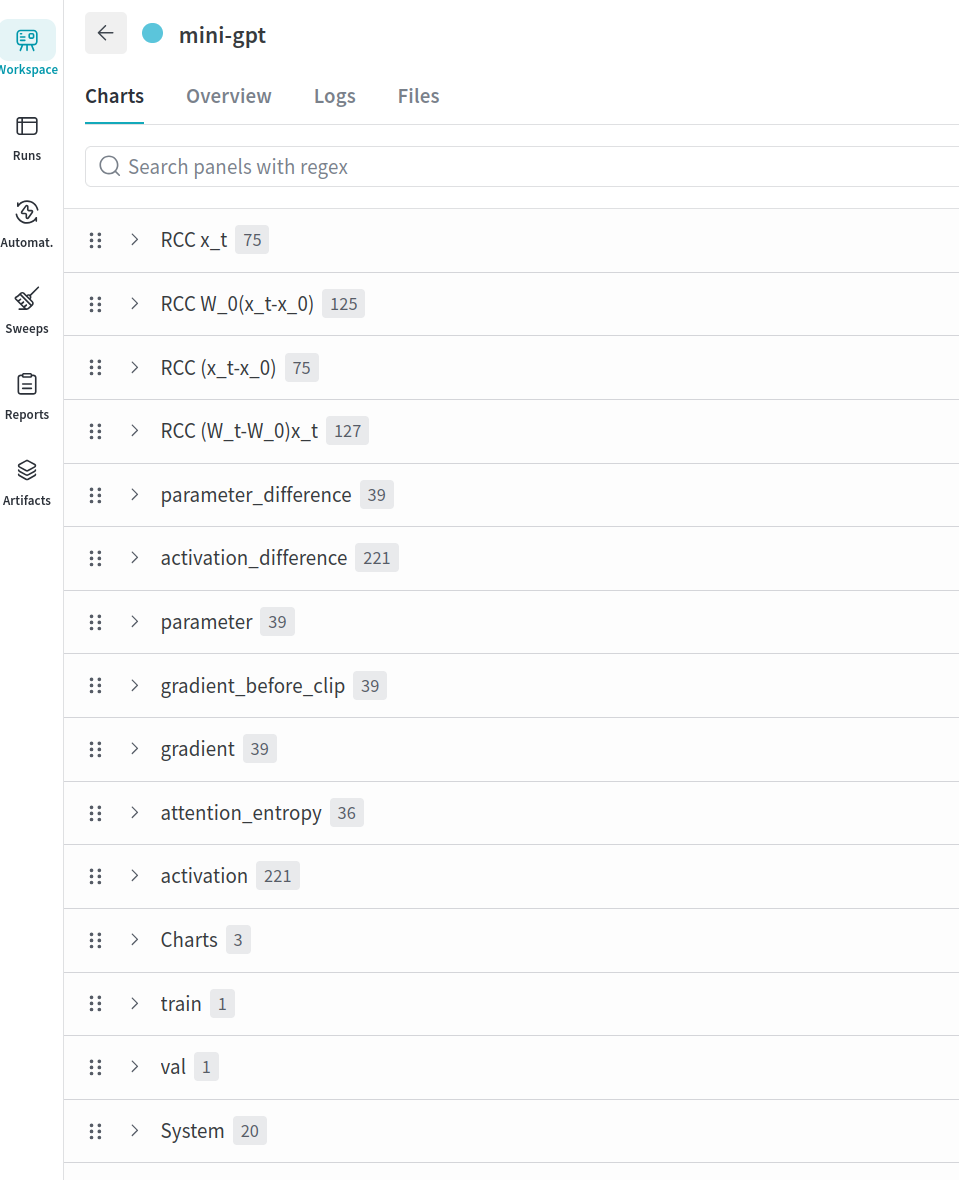 mini-gpt
Workspace
Charts Overview Logs Files
Runs
Search panels with regex
Automat.
RCC x_t 75
Sweeps
RCC W_0(x_t-x_0) 125
RCC (x_t-x_0) 75
Reports
RCC (W_t-W_0)x_t 127
Artifacts
parameter_difference 39
activation_difference 221
parameter 39
gradient_before_clip 39
gradient 39
attention_entropy 36
activation 221
Charts 3
train 1
val 1
System 20